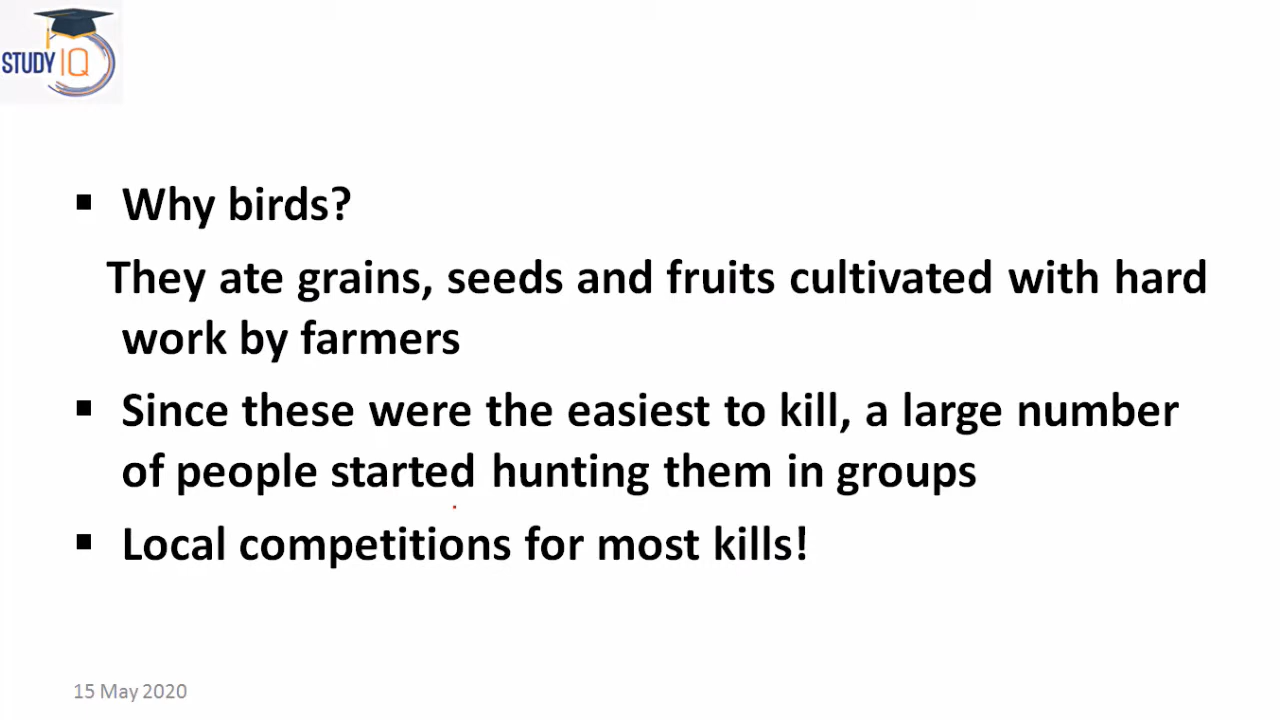 STUDY IQ
▪ Why birds?
They ate grains, seeds and fruits cultivated with hard
work by farmers
▪ Since these were the easiest to kill, a large number
of people started hunting them in groups
▪ Local competitions for most kills!
15 May 2020